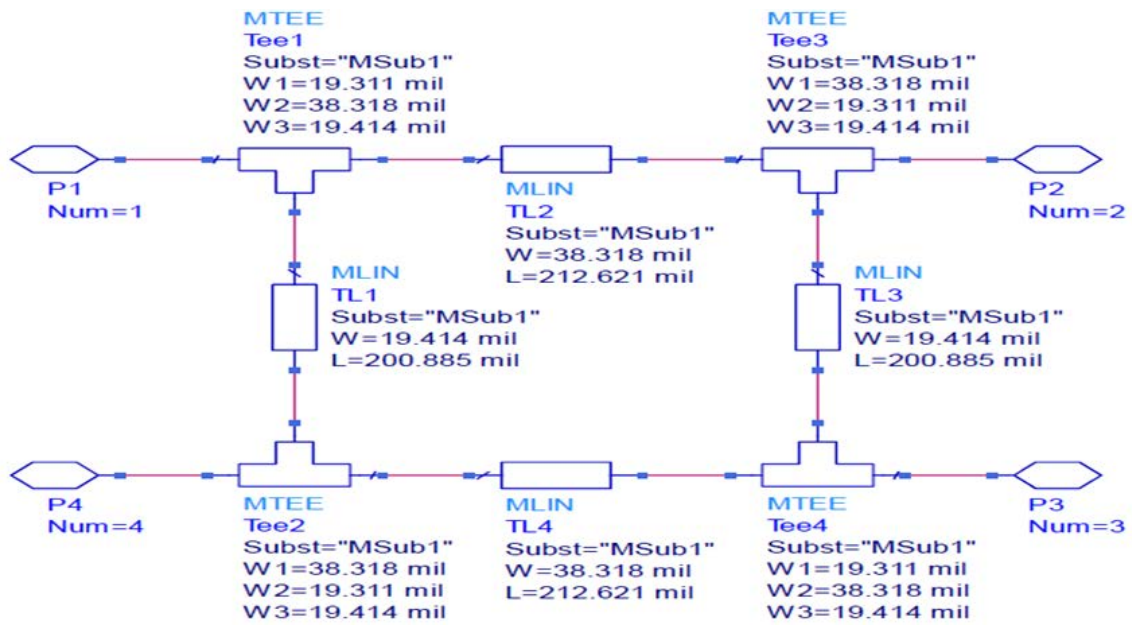 MTEE
Tee1
Subst="MSub1"
W1=19.311 mil
W2=38.318 mil
W3=19.414 mil
MTEE
Tee3
Subst="MSub1"
W1=38.318 mil
W2=19.311 mil
W3=19.414 mil
P1
Num=1
MLIN
TL2
Subst="MSub1"
W=38.318 mil
L=212.621 mil
P2
Num=2
MLIN
TL1
Subst="MSub1"
W=19.414 mil
L=200.885 mil
MLIN
TL3
Subst="MSub1"
W=19.414 mil
L=200.885 mil
P4
Num=4
MTEE
Tee2
Subst="MSub1"
W1=38.318 mil
W2=19.311 mil
W3=19.414 mil
MLIN
TL4
Subst="MSub1"
W=38.318 mil
L=212.621 mil
MTEE
Tee4
Subst="MSub1"
W1=19.311 mil
W2=38.318 mil
W3=19.414 mil
P3
Num=3